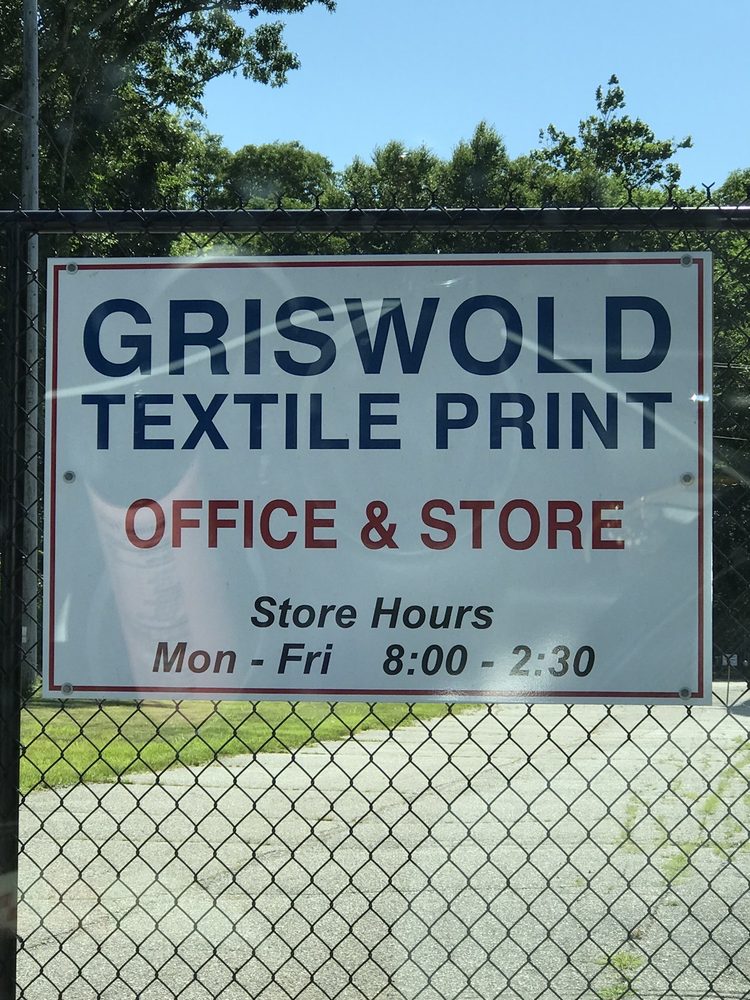 GRISWOLD
TEXTILE PRINT
OFFICE & STORE
Store Hours
Mon - Fri 8:00 - 2:30